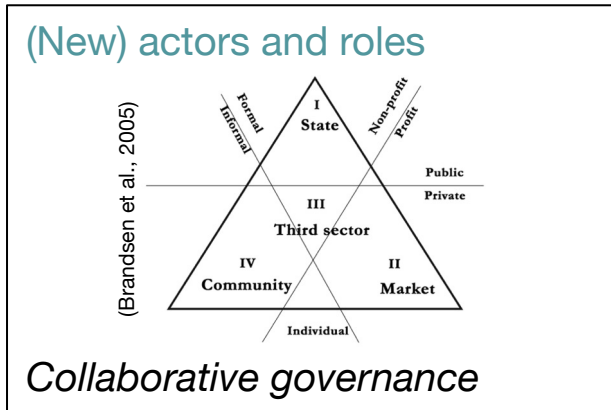 (New) actors and roles
(Brandsen et al., 2005)
Formal
Informal
Non-profit
Profit
I
State
Public
Private
III
Third sector
IV
Community
II
Market
Individual
Collaborative governance